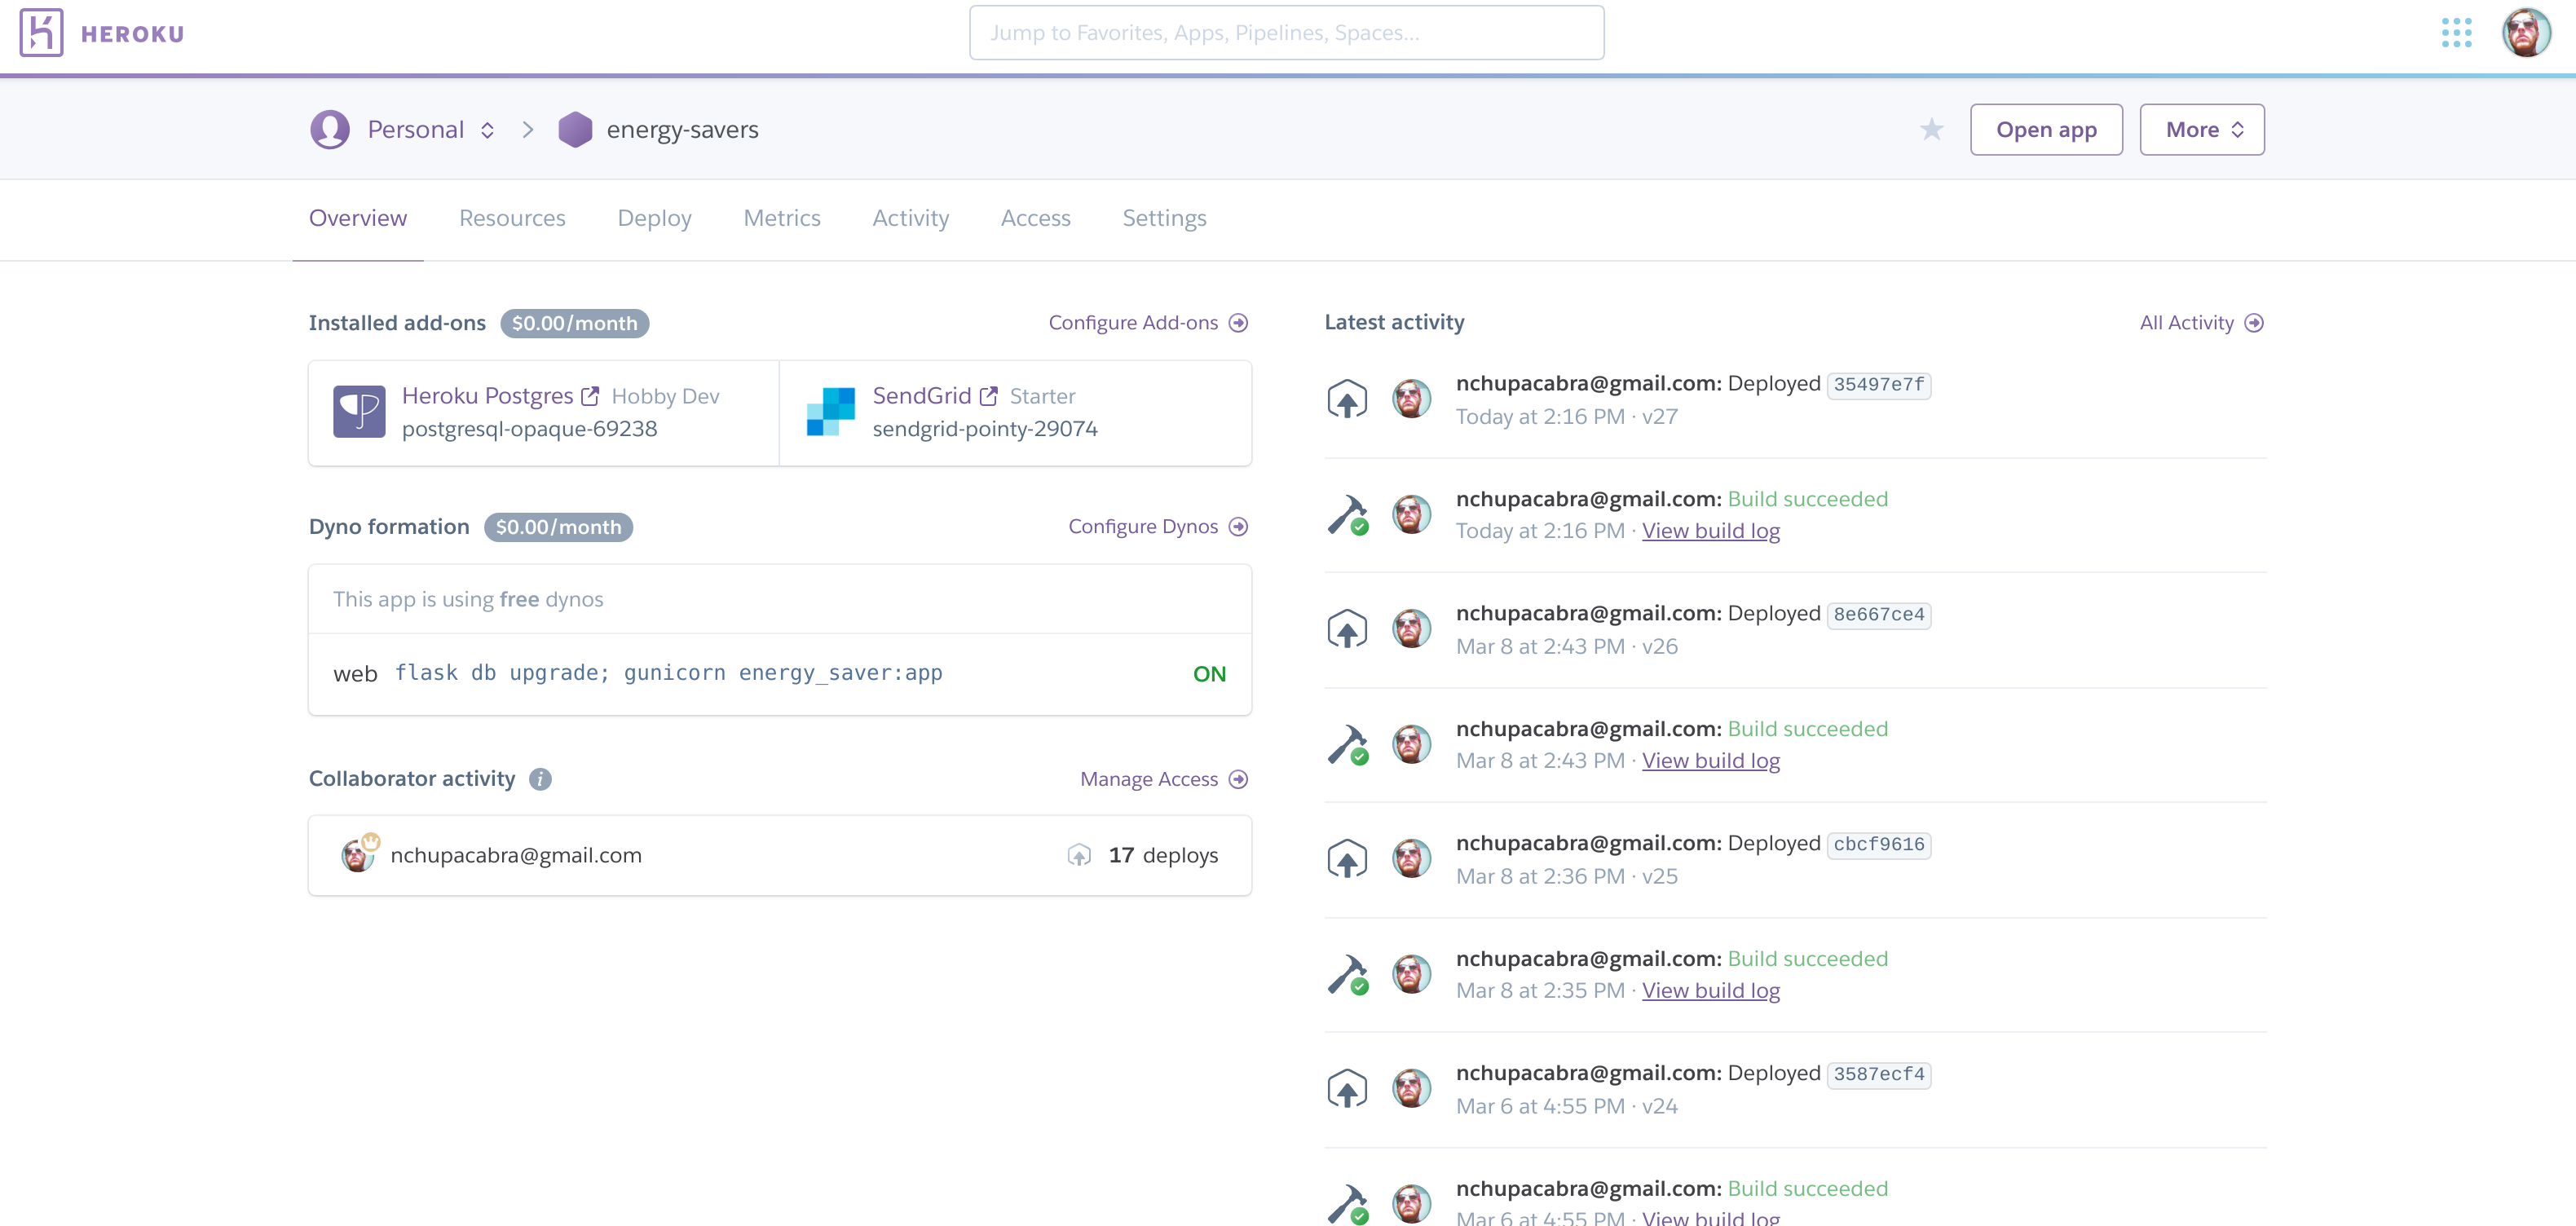 HEROKU
Jump to Favorites, Apps, Pipelines, Spaces...
Personal
energy-savers
Open app
More
Overview
Resources
Deploy
Metrics
Activity
Access
Settings
Installed add-ons
$0.00/month
Configure Add-ons
Heroku Postgres
Hobby Dev
postgresql-opaque-69238
SendGrid
Starter
sendgrid-pointy-29074
Dyno formation
$0.00/month
Configure Dynos
This app is using free dynos
web flask db upgrade; gunicorn energy_saver:app
ON
Collaborator activity
i
Manage Access
nchupacabra@gmail.com
17 deploys
Latest activity
All Activity
nchupacabra@gmail.com: Deployed 35497e7f
Today at 2:16 PM · v27
nchupacabra@gmail.com: Build succeeded
Today at 2:16 PM · View build log
nchupacabra@gmail.com: Deployed 8e667ce4
Mar 8 at 2:43 PM · v26
nchupacabra@gmail.com: Build succeeded
Mar 8 at 2:43 PM · View build log
nchupacabra@gmail.com: Deployed cbcf9616
Mar 8 at 2:36 PM · v25
nchupacabra@gmail.com: Build succeeded
Mar 8 at 2:35 PM · View build log
nchupacabra@gmail.com: Deployed 3587ecf4
Mar 6 at 4:55 PM · v24
nchupacabra@gmail.com: Build succeeded
Mar 6 at 4:55 PM · View build log